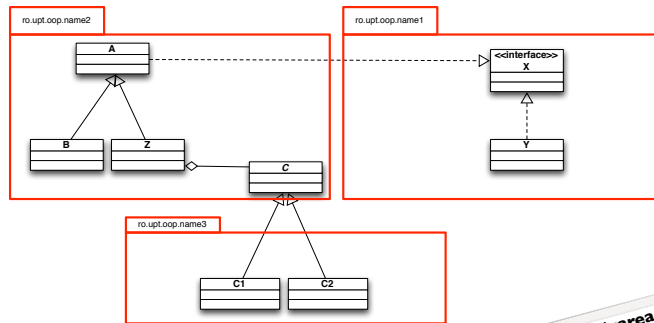 ro.upt.oop.name2
ro.upt.oop.name1
A
<<interface>>
X
B
Z
Y
C
ro.upt.oop.name3
C1
C2